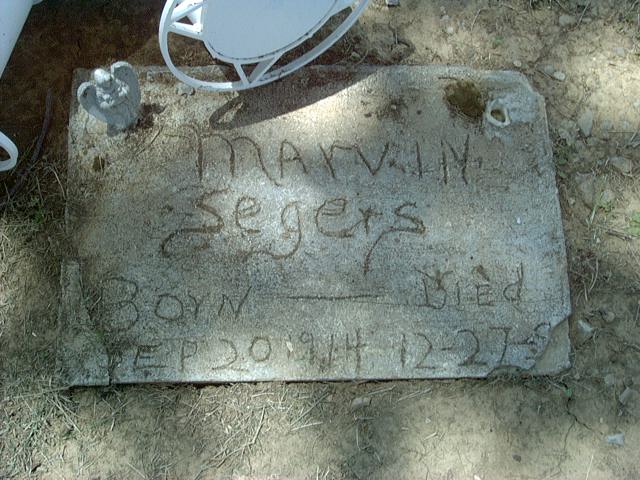 MArvIN
Segers
BOrN — Died
SEP 20 1914 12-27-